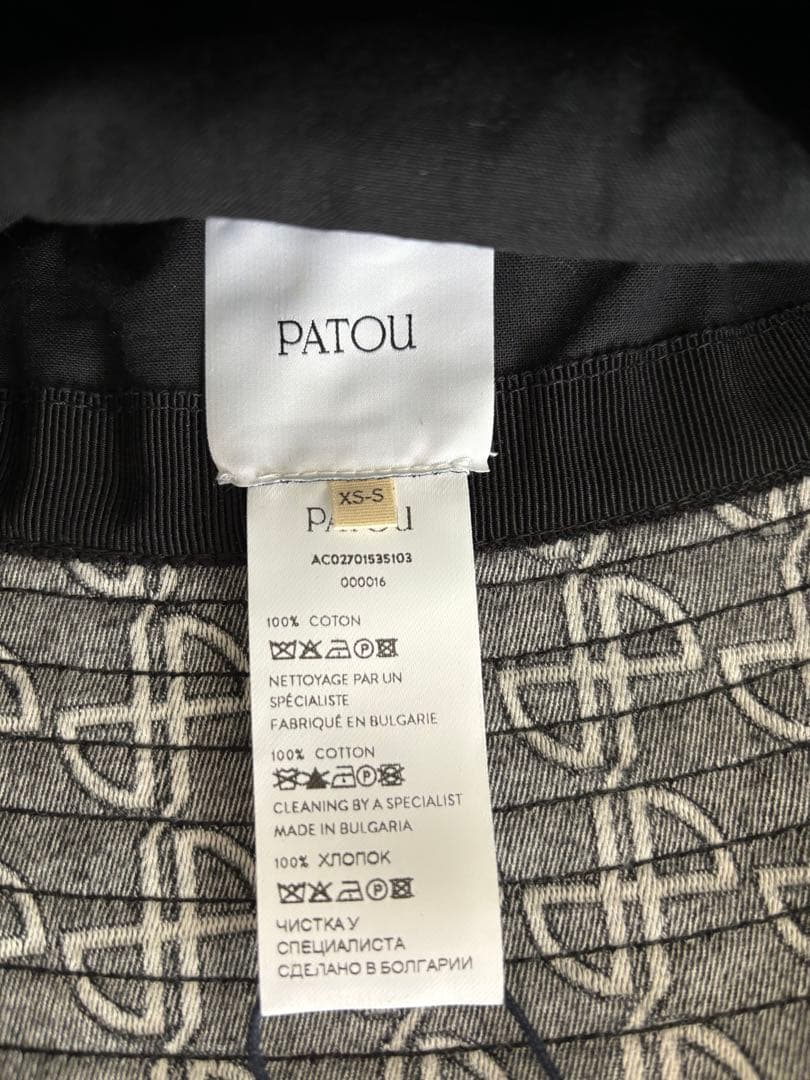 PATOU
XS-S
PATOU
AC02701535103
000016
100% COTON
NETTOYAGE PAR UN
SPÉCIALISTE
FABRIQUÉ EN BULGARIE
100% COTTON
CLEANING BY A SPECIALIST
MADE IN BULGARIA
100% ХЛОПОК
ЧИСТКА У
СПЕЦИАЛИСТА
СДЕЛАНО В БОЛГАРИИ